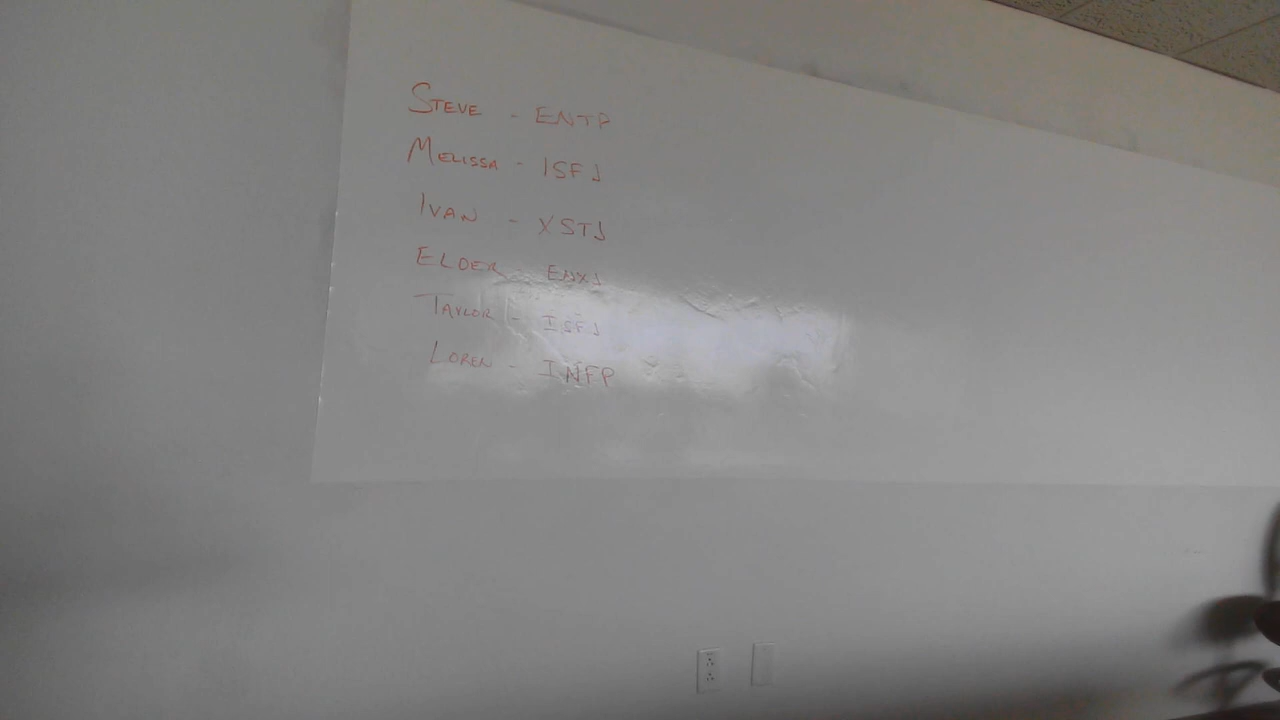 STEVE - ENTP
MELISSA - ISFJ
IVAN - XSTJ
ELDER - ENXJ
TAYLOR - ISFJ
LOREN - INFP